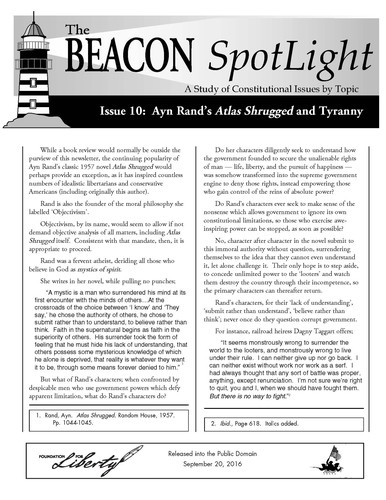 The
BEACON SpotLight
A Study of Constitutional Issues by Topic
Issue 10: Ayn Rand's Atlas Shrugged and Tyranny
While a book review would normally be outside the
purview of this newsletter, the continuing popularity of
Ayn Rand's classic 1957 novel Atlas Shrugged would
perhaps provide an exception, as it has inspired countless
numbers of idealistic libertarians and conservative
Americans (including originally this author).
Rand is also the founder of the moral philosophy she
labelled 'Objectivism'.
Objectivism, by its name, would seem to allow if not
demand objective analysis of all matters, including Atlas
Shrugged itself. Consistent with that mandate, then, it is
appropriate to proceed.
Rand was a fervent atheist, deriding all those who
believe in God as mystics of spirit.
She writes in her novel, while pulling no punches;
"A mystic is a man who surrendered his mind at its
first encounter with the minds of others... At the
crossroads of the choice between 'I know' and 'They
say,' he chose the authority of others, he chose to
submit rather than to understand, to believe rather than
think. Faith in the supernatural begins as faith in the
superiority of others. His surrender took the form of
feeling that he must hide his lack of understanding, that
others possess some mysterious knowledge of which
he alone is deprived, that reality is whatever they want
it to be, through some means forever denied to him."
But what of Rand's characters; when confronted by
despicable men who use government powers which defy
apparent limitation, what do Rand's characters do?
1. Rand, Ayn. Atlas Shrugged. Random House, 1957.
Pp. 1044-1045.
Do her characters diligently seek to understand how
the government founded to secure the unalienable rights
of man — life, liberty, and the pursuit of happiness —
was somehow transformed into the supreme government
engine to deny those rights, instead empowering those
who gain control of the reins of absolute power?
Do Rand's characters ever seek to make sense of the
nonsense which allows government to ignore its own
constitutional limitations, so those who exercise awe-
inspiring power can be stopped, as soon as possible?
No, character after character in the novel submit to
this immoral authority without question, surrendering
themselves to the idea that they cannot even understand
it, let alone challenge it. Their only hope is to step aside,
to concede unlimited power to the 'looters' and watch
them destroy the country through their incompetence, so
the primary characters can thereafter return.
Rand's characters, for their 'lack of understanding',
'submit rather than understand', 'believe rather than
think'; never once do they question corrupt government.
For instance, railroad heiress Dagny Taggart offers;
"It seems monstrously wrong to surrender the
world to the looters, and monstrously wrong to live
under their rule. I can neither give up nor go back. I
can neither exist without work nor work as a serf. I
had always thought that any sort of battle was proper,
anything, except renunciation. I'm not sure we're right
to quit, you and I, when we should have fought them.
But there is no way to fight."²
2. Ibid., Page 618. Italics added.
FOUNDATION FOR
Liberty
Released into the Public Domain
September 20, 2016